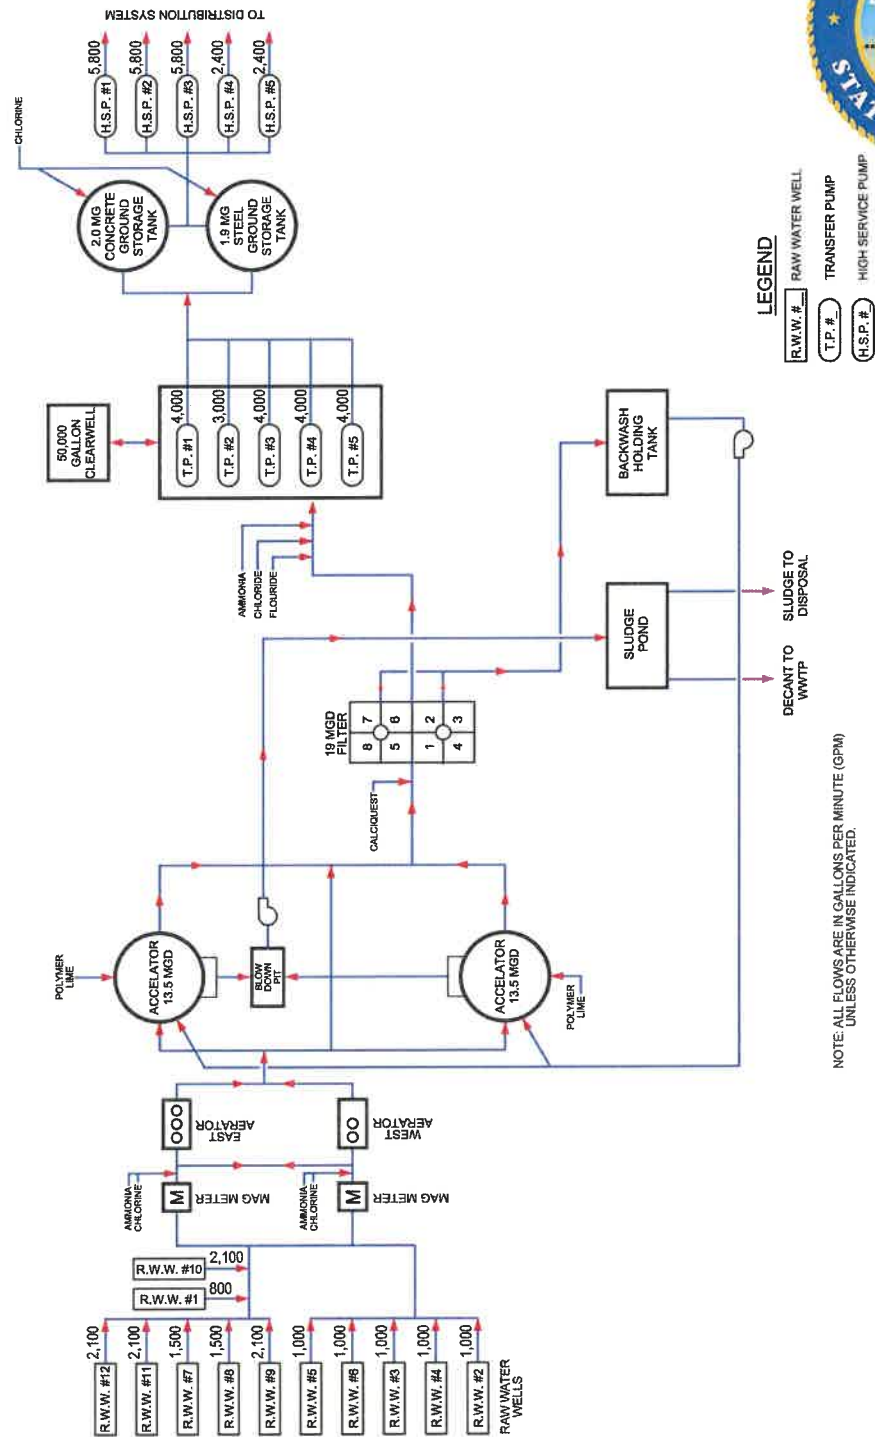 TO DISTRIBUTION SYSTEM
CHLORINE
5,800
5,800
5,800
2,400
2,400
H.S.P. #1
H.S.P. #2
H.S.P. #3
H.S.P. #4
H.S.P. #5
2.0 MG
CONCRETE
GROUND
STORAGE
TANK
1.9 MG
STEEL
GROUND
STORAGE
TANK
50,000
GALLON
CLEARWELL
4,000
3,000
4,000
4,000
4,000
T.P. #1
T.P. #2
T.P. #3
T.P. #4
T.P. #5
AMMONIA
CHLORIDE
FLOURIDE
BACKWASH
HOLDING
TANK
SLUDGE
POND
SLUDGE TO
DISPOSAL
DECANT TO
WWTP
19 MGD
FILTER
8 7
5 6
1 2
4 3
CALCIQUEST
POLYMER
LIME
ACCELATOR
13.5 MGD
BLOW
DOWN
PIT
ACCELATOR
13.5 MGD
POLYMER
LIME
EAST
AERATOR
WEST
AERATOR
AMMONIA
CHLORINE
AMMONIA
CHLORINE
M
MAG METER
M
MAG METER
R.W.W. #10
2,100
R.W.W. #1
800
2,100
2,100
1,500
1,500
2,100
1,000
1,000
1,000
1,000
1,000
R.W.W. #12
R.W.W. #11
R.W.W. #7
R.W.W. #8
R.W.W. #9
R.W.W. #5
R.W.W. #6
R.W.W. #3
R.W.W. #4
R.W.W. #2
RAW WATER
WELLS
LEGEND
R.W. #_ RAW WATER WELL
T.P. #_ TRANSFER PUMP
H.S.P. #_ HIGH SERVICE PUMP
NOTE: ALL FLOWS ARE IN GALLONS PER MINUTE (GPM)
UNLESS OTHERWISE INDICATED.
STAT